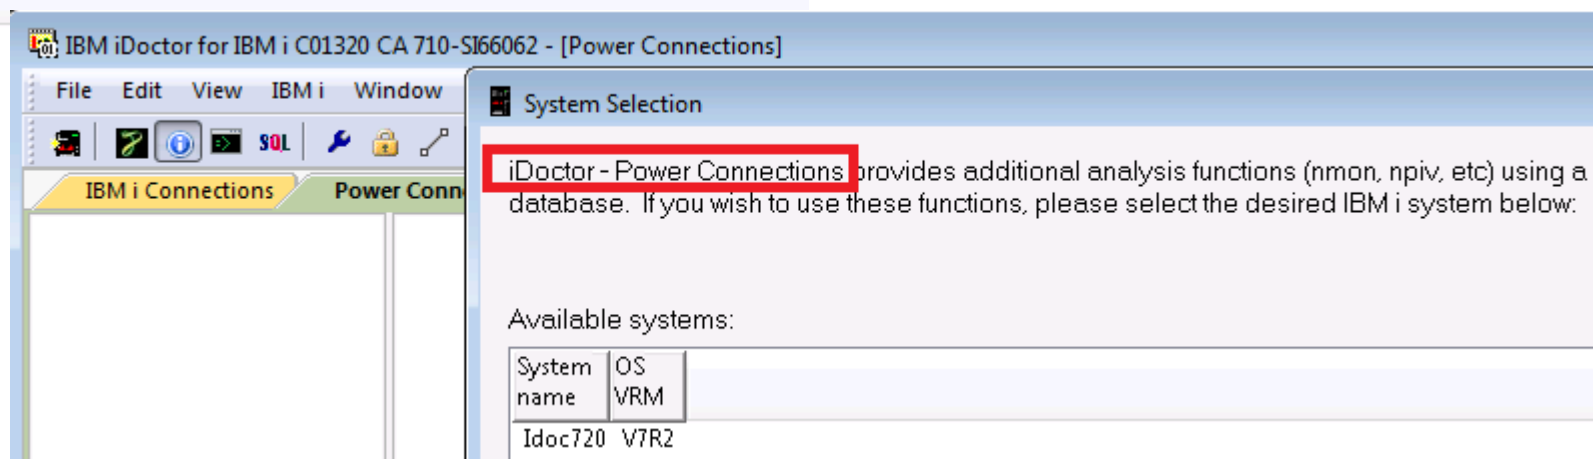 IBM iDoctor for IBM i C01320 CA 710-SI66062 - [Power Connections]
File Edit View IBM i Window
SQL
IBM i Connections Power Conn
System Selection
iDoctor - Power Connections provides additional analysis functions (nmon, npiv, etc) using a
database. If you wish to use these functions, please select the desired IBM i system below:
Available systems:
System OS
name VRM
Idoc720 V7R2